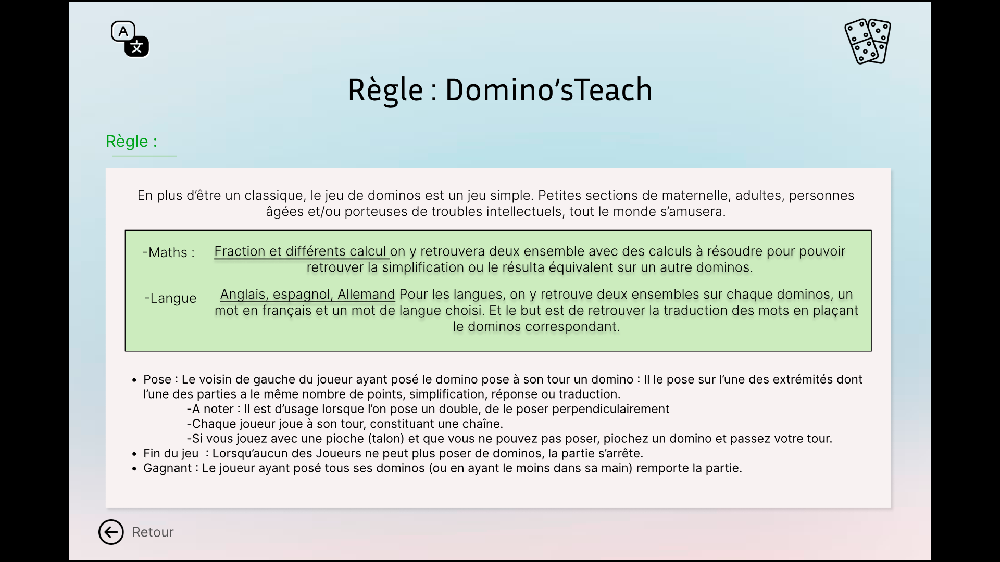 A
文
Règle : Domino’sTeach
Règle :
En plus d’être un classique, le jeu de dominos est un jeu simple. Petites sections de maternelle, adultes, personnes
âgées et/ou porteuses de troubles intellectuels, tout le monde s’amusera.
-Maths : Fraction et différents calcul on y retrouvera deux ensemble avec des calculs à résoudre pour pouvoir
retrouver la simplification ou le résulta équivalent sur un autre dominos.
-Langue Anglais, espagnol, Allemand Pour les langues, on y retrouve deux ensembles sur chaque dominos, un
mot en français et un mot de langue choisi. Et le but est de retrouver la traduction des mots en plaçant
le dominos correspondant.
• Pose : Le voisin de gauche du joueur ayant posé le domino pose à son tour un domino : Il le pose sur l’une des extrémités dont
l’une des parties a le même nombre de points, simplification, réponse ou traduction.
-A noter : Il est d’usage lorsque l’on pose un double, de le poser perpendiculairement
-Chaque joueur joue à son tour, constituant une chaîne.
-Si vous jouez avec une pioche (talon) et que vous ne pouvez pas poser, piochez un domino et passez votre tour.
• Fin du jeu  : Lorsqu’aucun des Joueurs ne peut plus poser de dominos, la partie s’arrête.
• Gagnant : Le joueur ayant posé tous ses dominos (ou en ayant le moins dans sa main) remporte la partie.
Retour